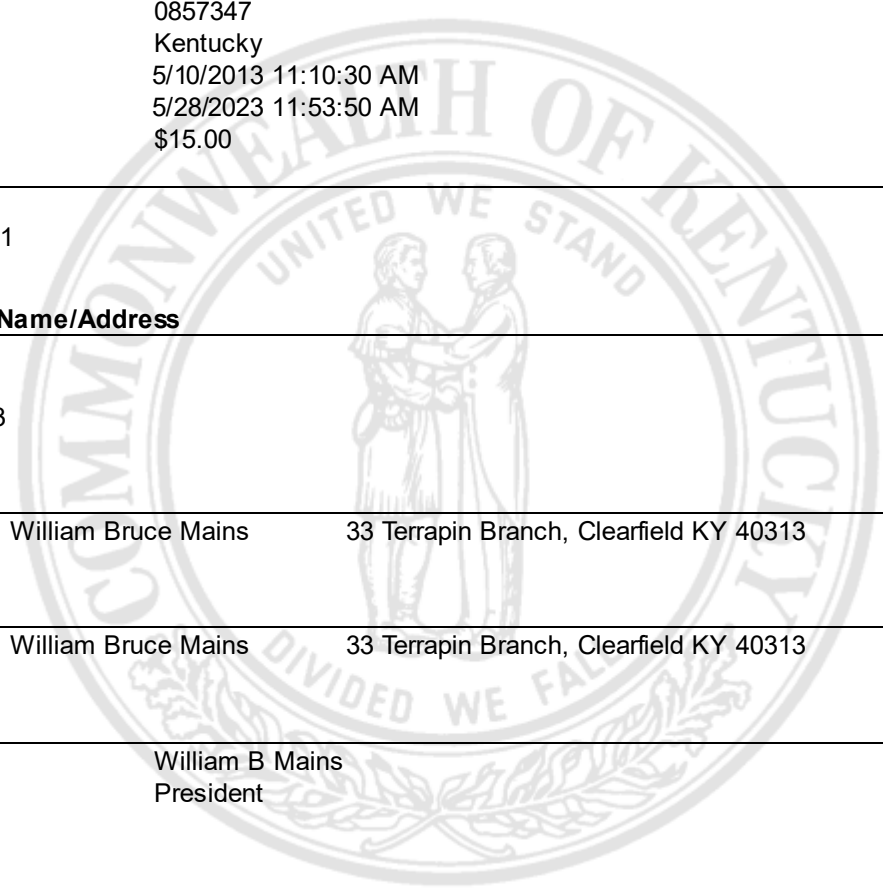 0857347
Kentucky
5/10/2013 11:10:30 AM
5/28/2023 11:53:50 AM
$15.00
COMMONWEALTH OF KENTUCKY
UNITED WE STAND
1
Name/Address
3
William Bruce Mains 33 Terrapin Branch, Clearfield KY 40313
William Bruce Mains 33 Terrapin Branch, Clearfield KY 40313
DIVIDED WE FALL
William B Mains
President